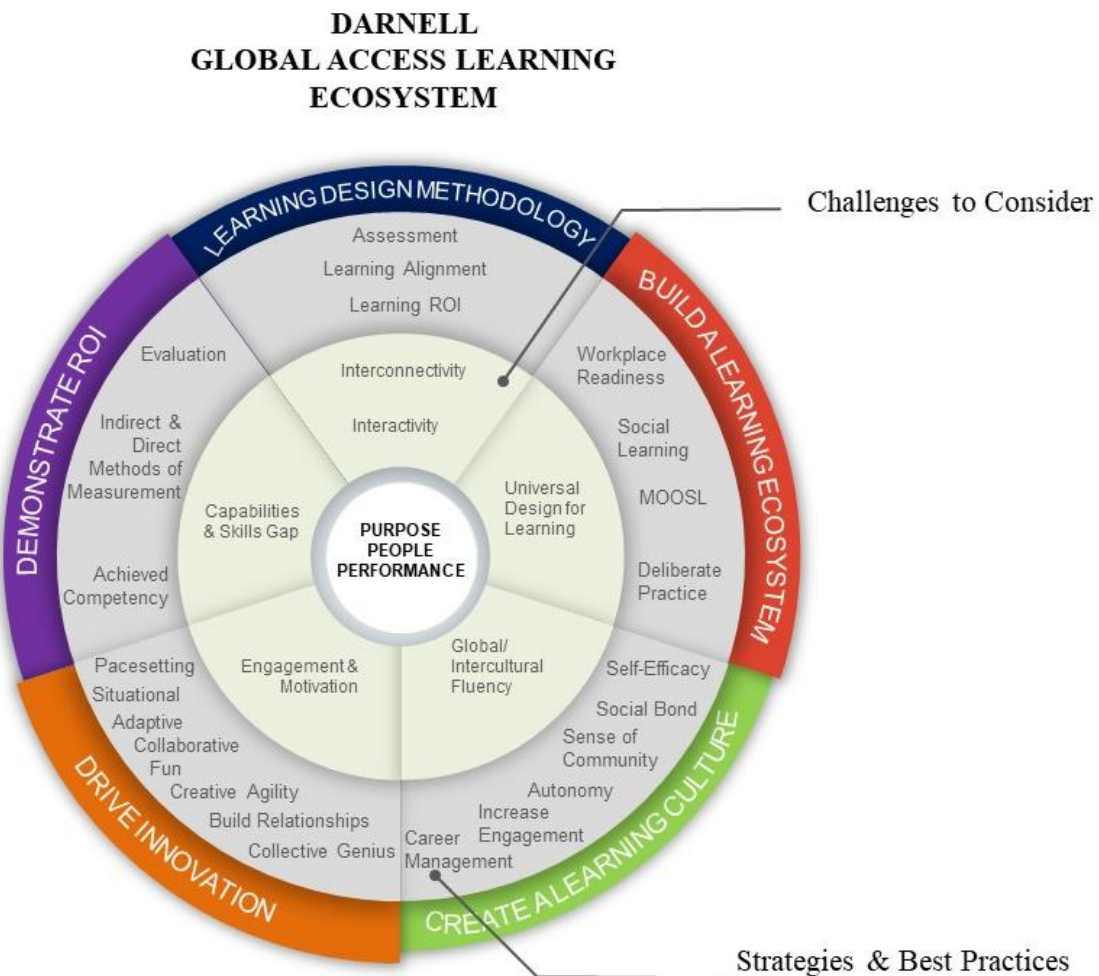 DARNELL
GLOBAL ACCESS LEARNING
ECOSYSTEM
LEARNING DESIGN METHODOLOGY
Challenges to Consider
Assessment
Learning Alignment
Learning ROI
Interconnectivity
Interactivity
BUILD A LEARNING ECOSYSTEM
Workplace
Readiness
Social
Learning
MOOSL
Deliberate
Practice
Universal
Design for
Learning
DEMONSTRATE ROI
Evaluation
Indirect &
Direct
Methods of
Measurement
Achieved
Competency
Capabilities
& Skills Gap
PURPOSE
PEOPLE
PERFORMANCE
Engagement &
Motivation
Global/
Intercultural
Fluency
Pacesetting
Situational
Adaptive
Collaborative
Fun
Creative Agility
Build Relationships
Collective Genius
DRIVE INNOVATION
Self-Efficacy
Social Bond
Sense of
Community
Autonomy
Increase
Engagement
Career
Management
CREATE A LEARNING CULTURE
Strategies & Best Practices